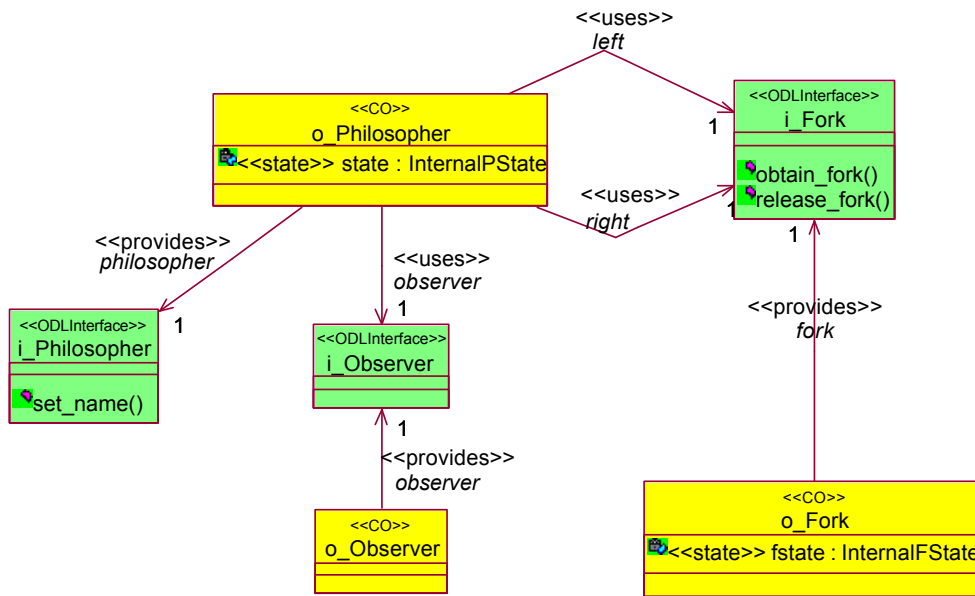 <<uses>>
left
<<CO>>
o_Philosopher
<<state>> state : InternalPState
<<ODLInterface>>
i_Fork
obtain_fork()
release_fork()
1
<<uses>>
right
1
1
<<provides>>
philosopher
1
<<uses>>
observer
1
<<provides>>
fork
<<ODLInterface>>
i_Philosopher
set_name()
<<ODLInterface>>
i_Observer
1
<<provides>>
observer
<<CO>>
o_Observer
<<CO>>
o_Fork
<<state>> fstate : InternalFState